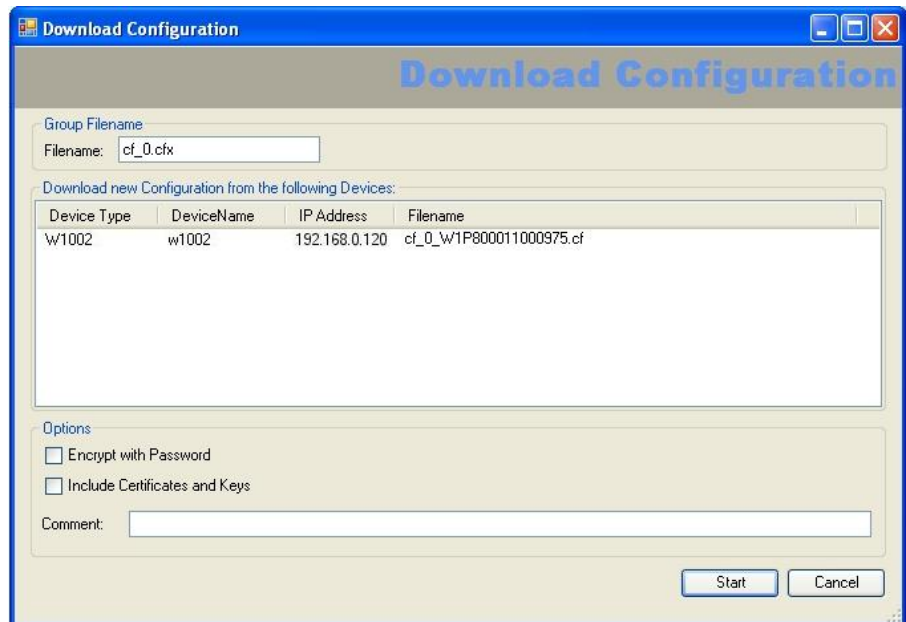 Download Configuration
Download Configuration
Group Filename
Filename: cf_0.cfx
Download new Configuration from the following Devices:
Device Type DeviceName IP Address Filename
W1002 w1002 192.168.0.120 cf_0_W1P800011000975.cf
Options
Encrypt with Password
Include Certificates and Keys
Comment:
Start Cancel